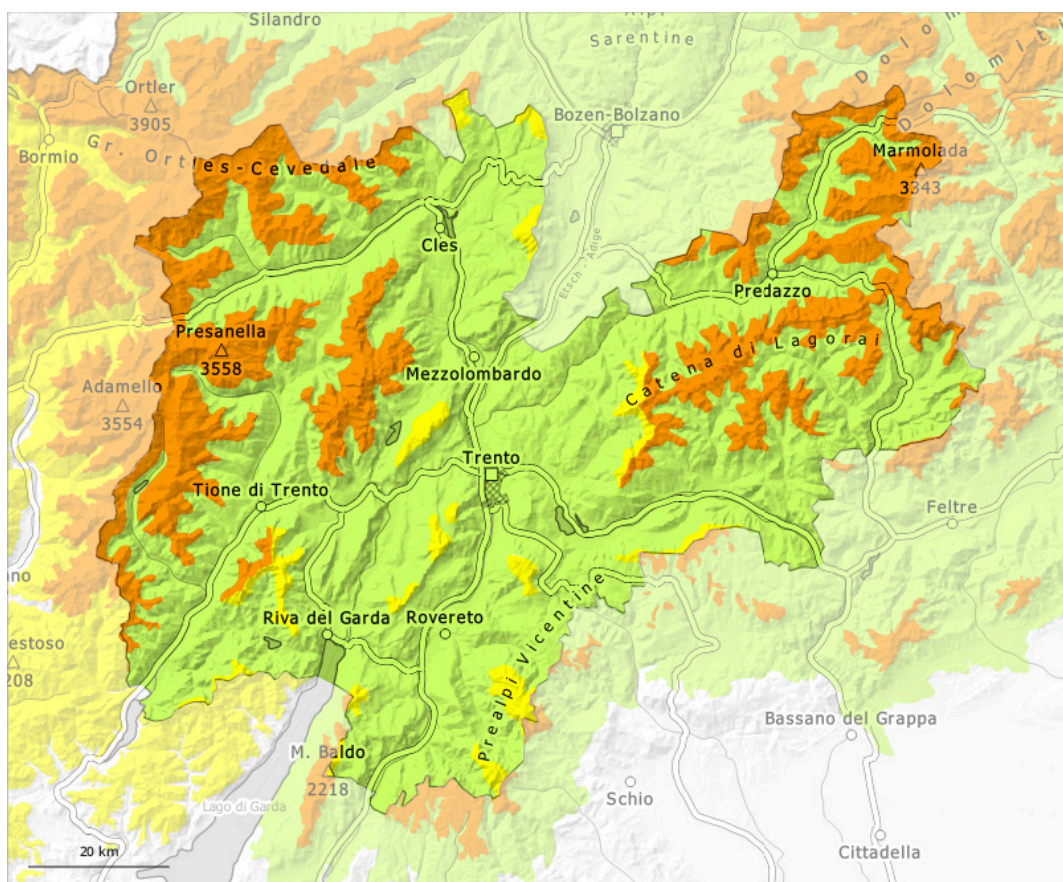 Silandro
Sarentine
Ortler
3905
Bozen-Bolzano
Bormio
Gr. Ortles-Cevedale
Marmolada
3343
Cles
Etsch - Adige
Predazzo
Presanella
3558
Catena di Lagorai
Mezzolombardo
Adamello
3554
Trento
Tione di Trento
Feltre
Riva del Garda
Rovereto
Prealpi Vicentine
Bassano del Grappa
M. Baldo
2218
Lago di Garda
Schio
20 km
Cittadella